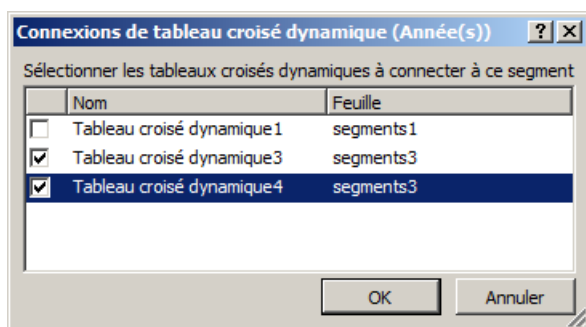 Connexions de tableau croisé dynamique (Année(s))
Sélectionner les tableaux croisés dynamiques à connecter à ce segment
Nom Feuille
Tableau croisé dynamique1 segments1
Tableau croisé dynamique3 segments3
Tableau croisé dynamique4 segments3
OK Annuler